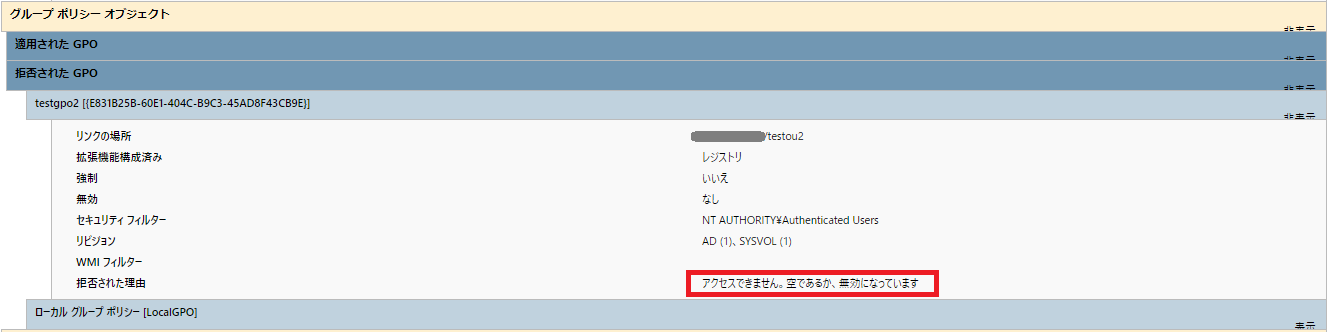 グループ ポリシー オブジェクト
非表示
適用された GPO
非表示
拒否された GPO
非表示
testgpo2 [{E831B25B-60E1-404C-B9C3-45AD8F43CB9E}]
非表示
リンクの場所 /testou2
拡張機能構成済み レジストリ
強制 いいえ
無効 なし
セキュリティ フィルター NT AUTHORITY¥Authenticated Users
リビジョン AD (1)、SYSVOL (1)
WMI フィルター
拒否された理由 アクセスできません。空であるか、無効になっています
ローカル グループ ポリシー [LocalGPO]
表示